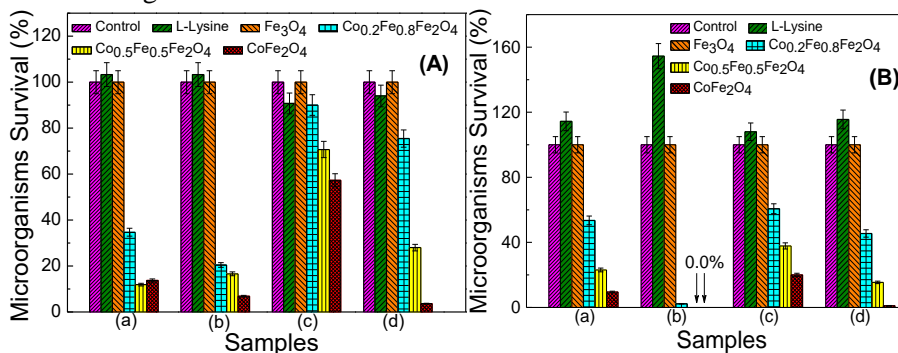 Control L-Lysine Fe3O4 Co0.2Fe0.8Fe2O4
Co0.5Fe0.5Fe2O4 CoFe2O4
(A)
Microorganisms Survival (%)
120
100
80
60
40
20
0
(a) (b) (c) (d)
Samples
Control L-Lysine
Fe3O4 Co0.2Fe0.8Fe2O4
Co0.5Fe0.5Fe2O4
CoFe2O4
(B)
Microorganisms Survival (%)
160
120
80
40
0
0.0%
(a) (b) (c) (d)
Samples